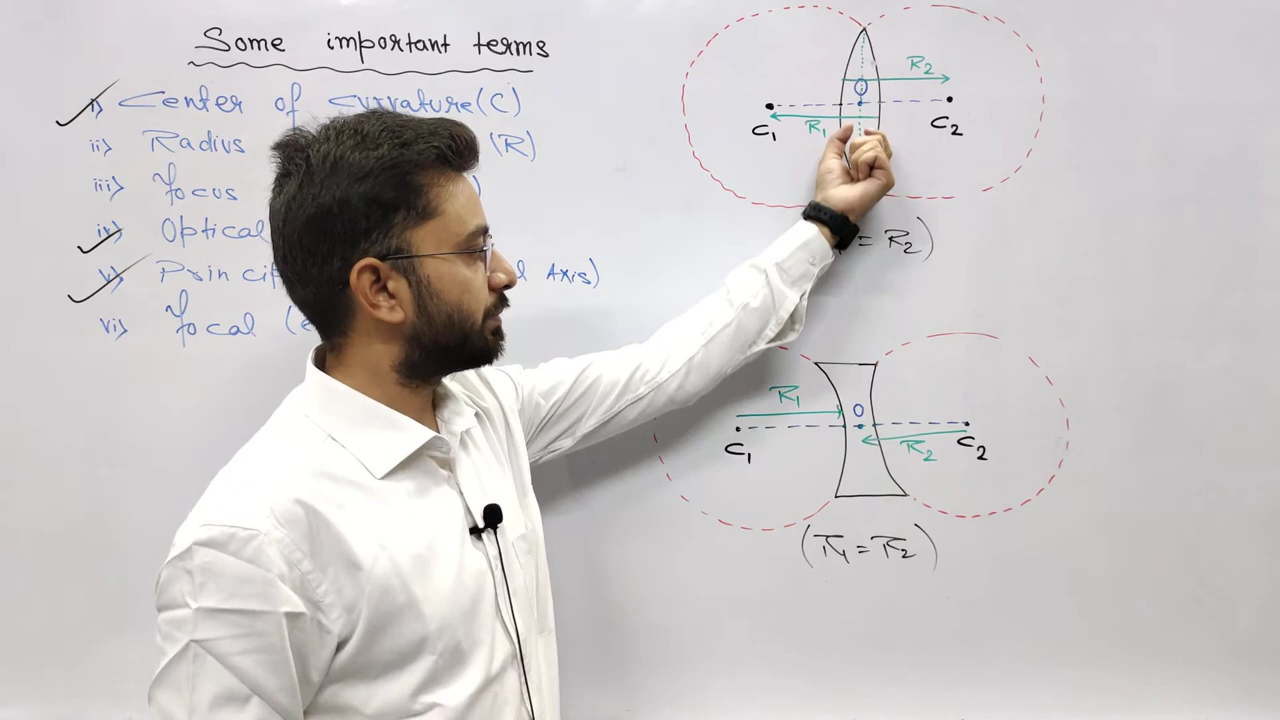 Some important terms
i) Center of curvature (C)
ii) Radius (R)
iii) focus )
iv) Optical
v) Axis)
vi) focal
R2
O
C1 C2
R1
= R2)
R1
O
C1 C2
R2
(R1 = R2)